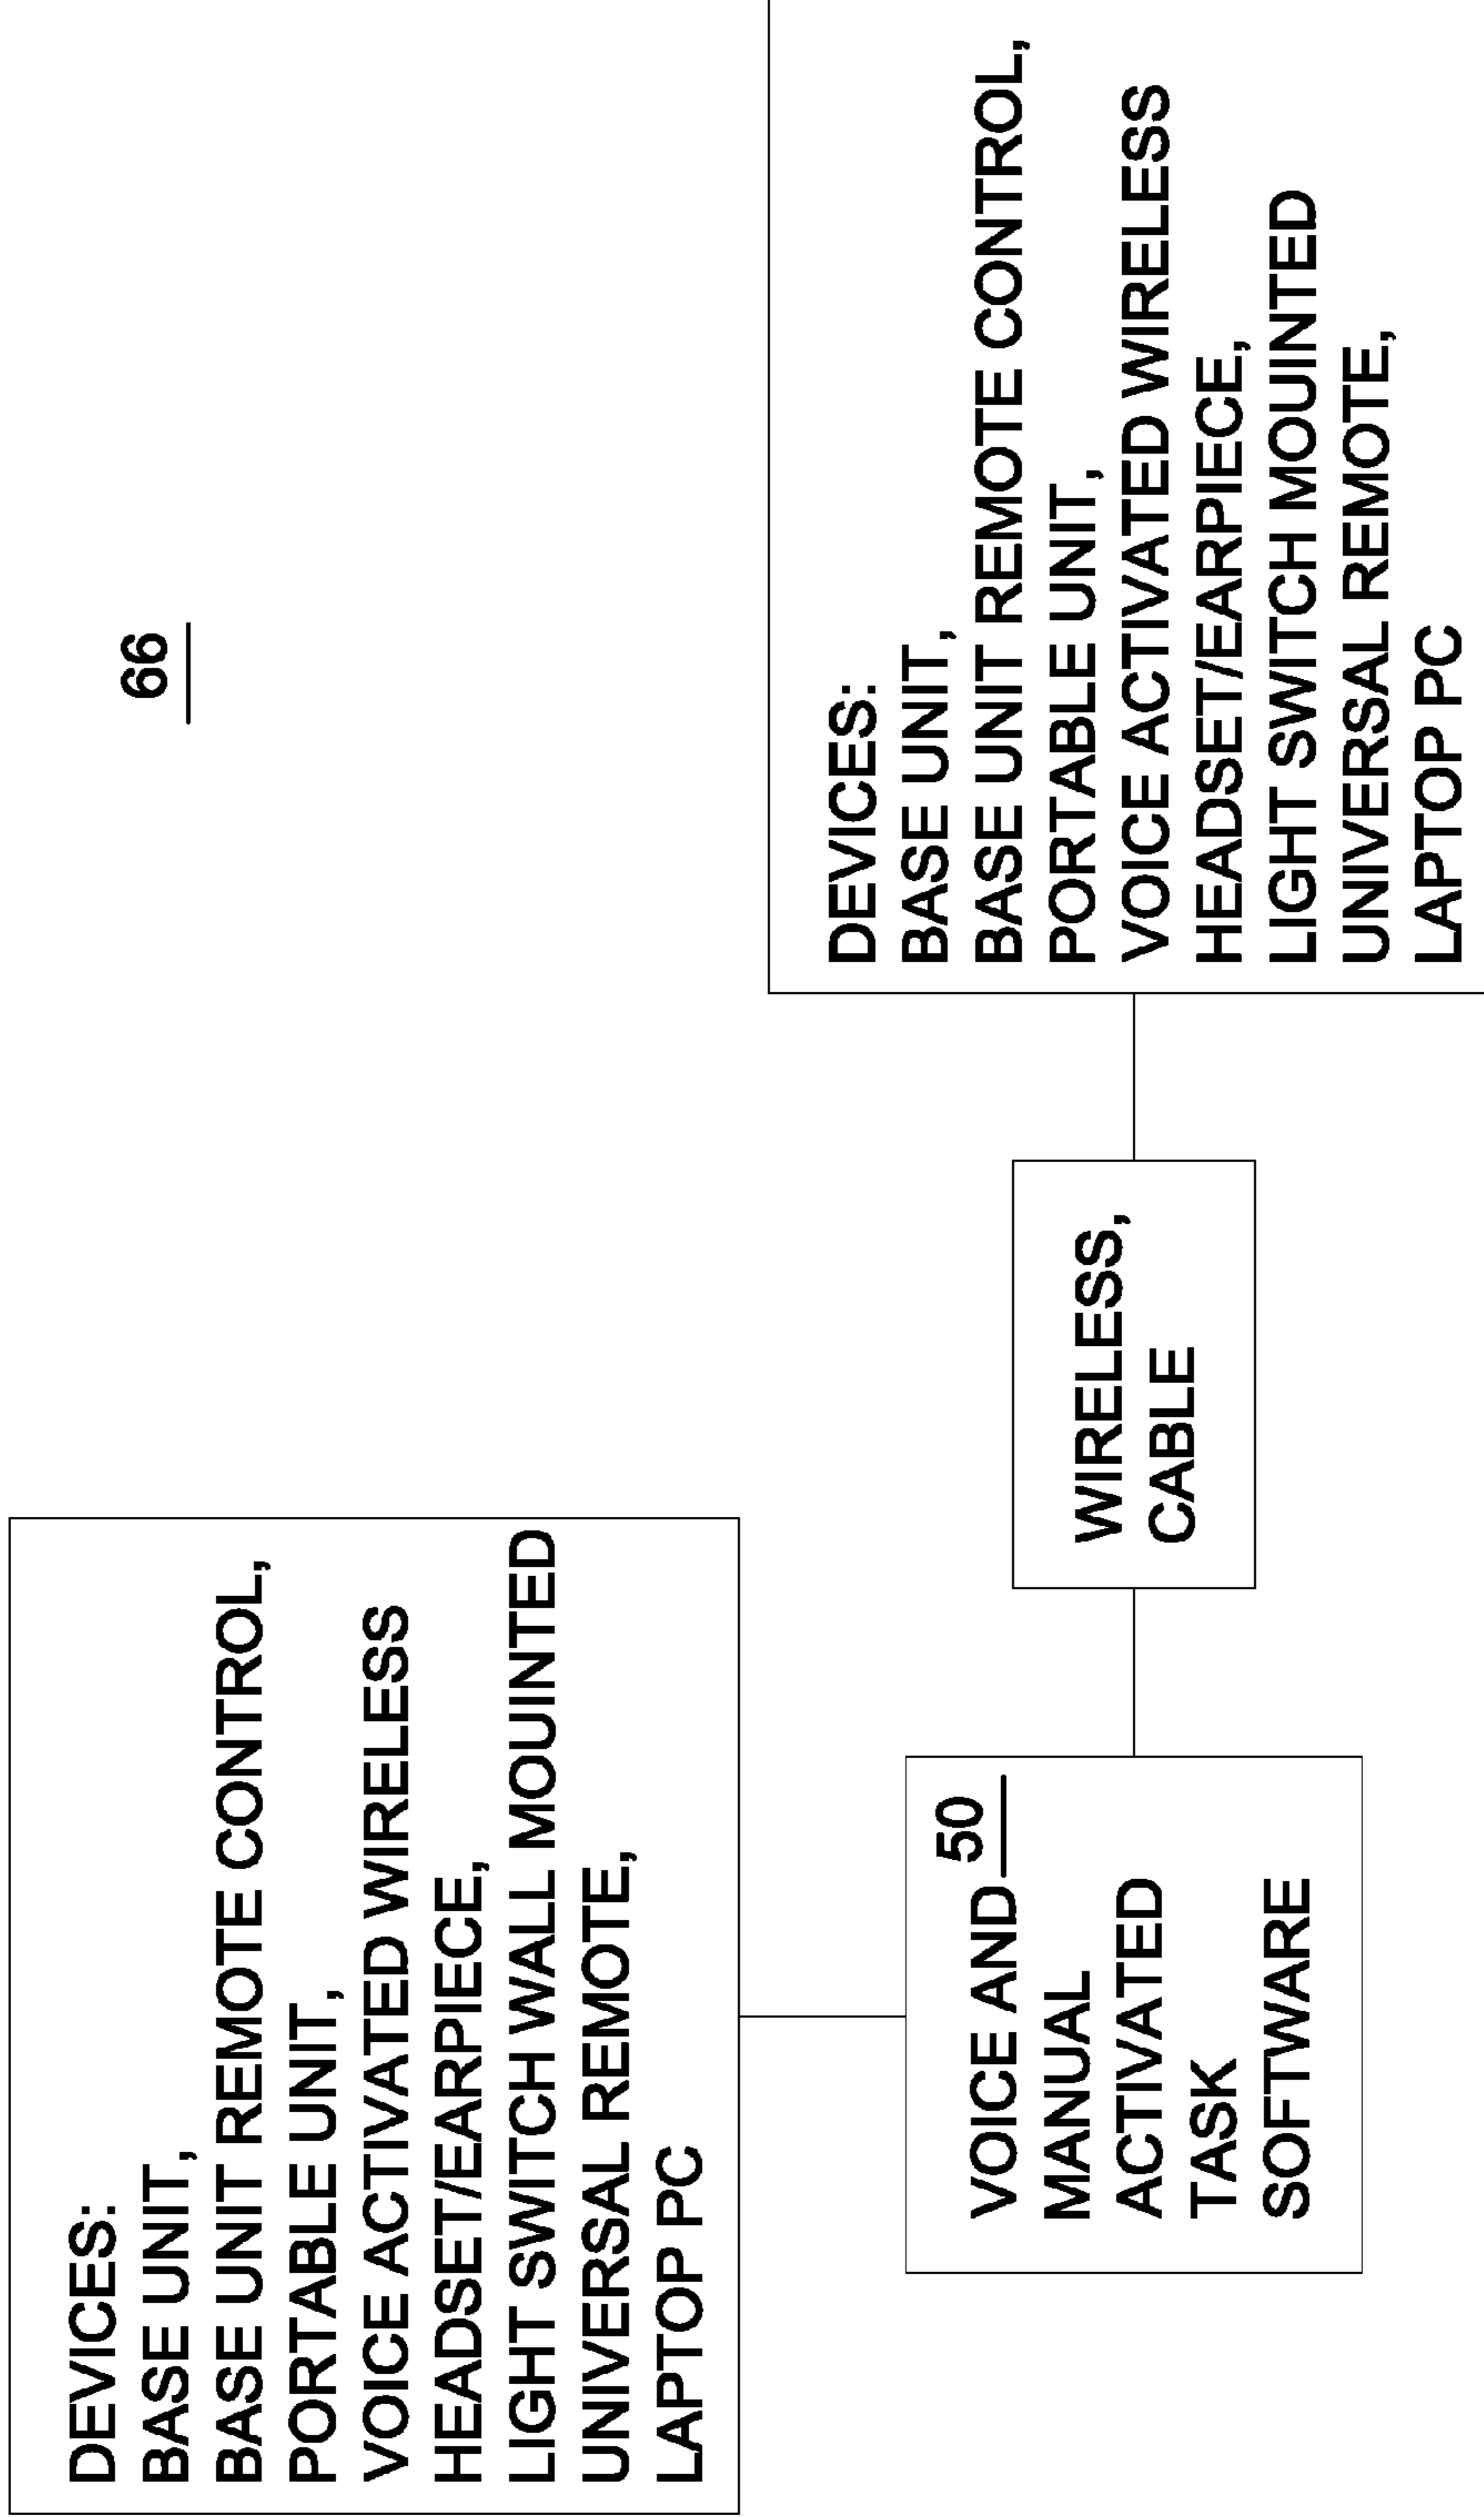 66
DEVICES:
BASE UNIT,
BASE UNIT REMOTE CONTROL,
PORTABLE UNIT,
VOICE ACTIVATED WIRELESS
HEADSET/EARPIECE,
LIGHT SWITCH WALL MOUINTED
UNIVERSAL REMOTE,
LAPTOP PC
50
VOICE AND
MANUAL
ACTIVATED
TASK
SOFTWARE
WIRELESS,
CABLE
DEVICES:
BASE UNIT,
BASE UNIT REMOTE CONTROL,
PORTABLE UNIT,
VOICE ACTIVATED WIRELESS
HEADSET/EARPIECE,
LIGHT SWITCH MOUINTED
UNIVERSAL REMOTE,
LAPTOP PC